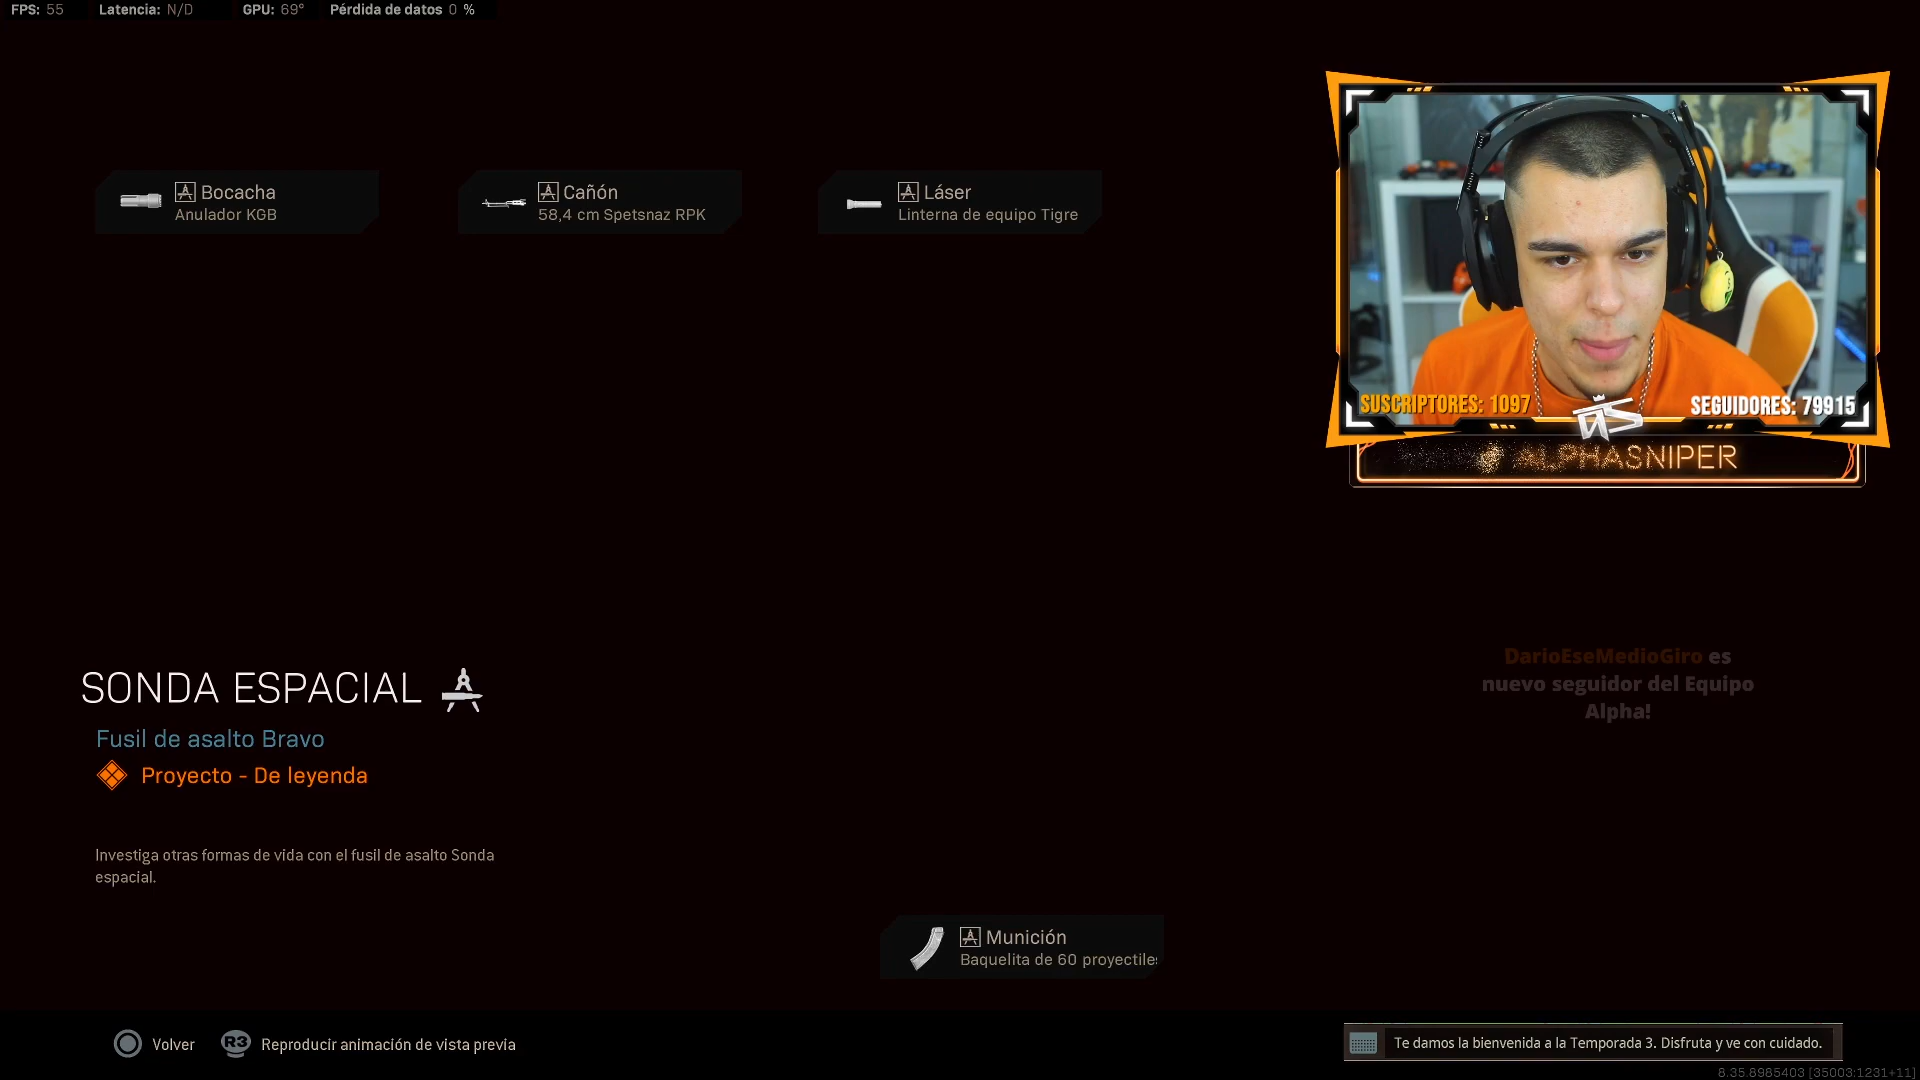 FPS: 55 Latencia: N/D GPU: 69° Pérdida de datos 0 %
Bocacha
Anulador KGB
Cañón
58,4 cm Spetsnaz RPK
Láser
Linterna de equipo Tigre
SUSCRIPTORES: 1097
SEGUIDORES: 79915
ALPHASNIPER
SONDA ESPACIAL
Fusil de asalto Bravo
Proyecto - De leyenda
Investiga otras formas de vida con el fusil de asalto Sonda
espacial.
DarioEseMedioGiro es
nuevo seguidor del Equipo
Alpha!
Munición
Baquelita de 60 proyectiles
Volver
R3 Reproducir animación de vista previa
Te damos la bienvenida a la Temporada 3. Disfruta y ve con cuidado.
8.35.8985403 [35003:1231+11]